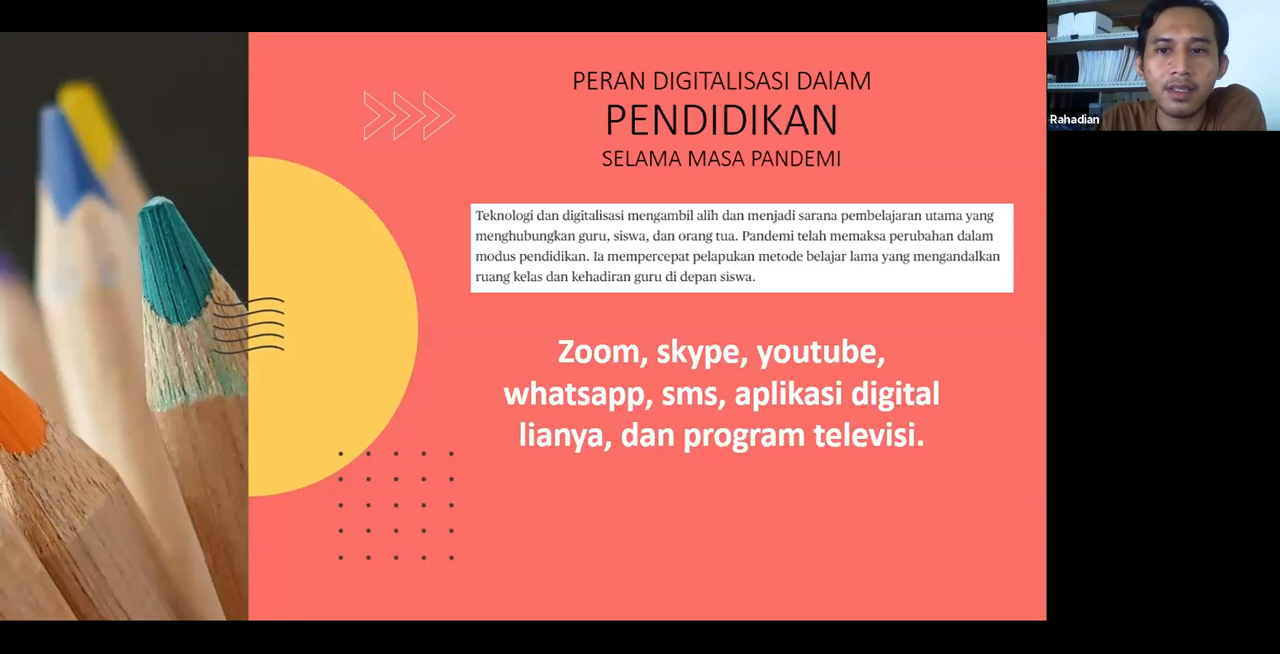 PERAN DIGITALISASI DAlAM
PENDIDIKAN
SELAMA MASA PANDEMI
Teknologi dan digitalisasi mengambil alih dan menjadi sarana pembelajaran utama yang
menghubungkan guru, siswa, dan orang tua. Pandemi telah memaksa perubahan dalam
modus pendidikan. Ia mempercepat pelapukan metode belajar lama yang mengandalkan
ruang kelas dan kehadiran guru di depan siswa.
Zoom, skype, youtube,
whatsapp, sms, aplikasi digital
lianya, dan program televisi.
Rahadian